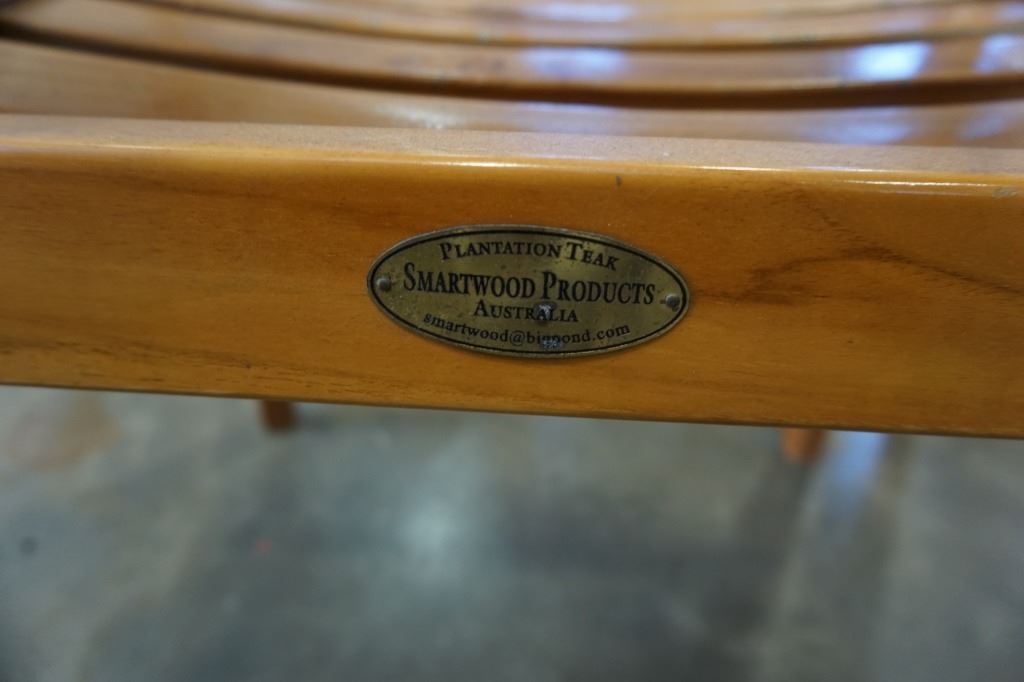 PLANTATION TEAK
SMARTWOOD PRODUCTS
AUSTRALIA
smartwood@bigpond.com